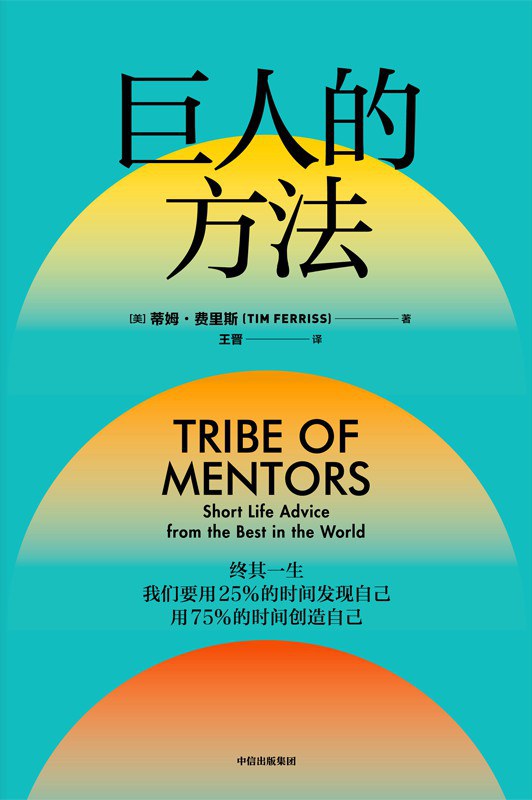 巨人的
方法
[美] 蒂姆·费里斯 (TIM FERRISS) 著
王晋 译
TRIBE OF
MENTORS
Short Life Advice
from the Best in the World
终其一生
我们要用25%的时间发现自己
用75%的时间创造自己
中信出版集团